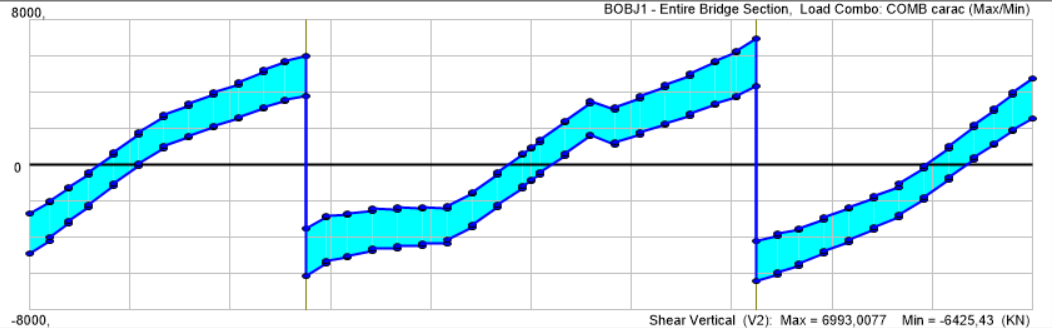 8000,
BOBJ1 - Entire Bridge Section, Load Combo: COMB carac (Max/Min)
0
-8000,
Shear Vertical (V2): Max = 6993,0077 Min = -6425,43 (KN)